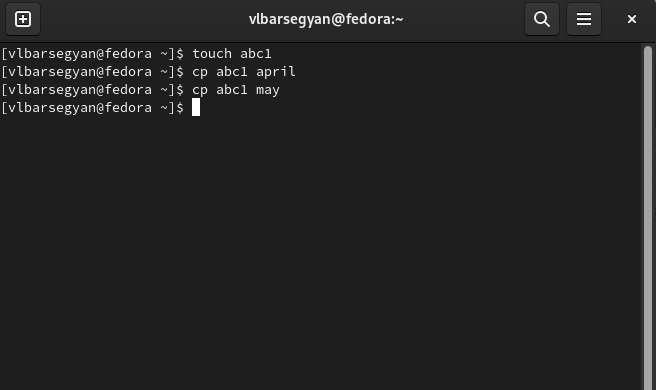 vlbarsegyan@fedora:~
[vlbarsegyan@fedora ~]$ touch abc1
[vlbarsegyan@fedora ~]$ cp abc1 april
[vlbarsegyan@fedora ~]$ cp abc1 may
[vlbarsegyan@fedora ~]$